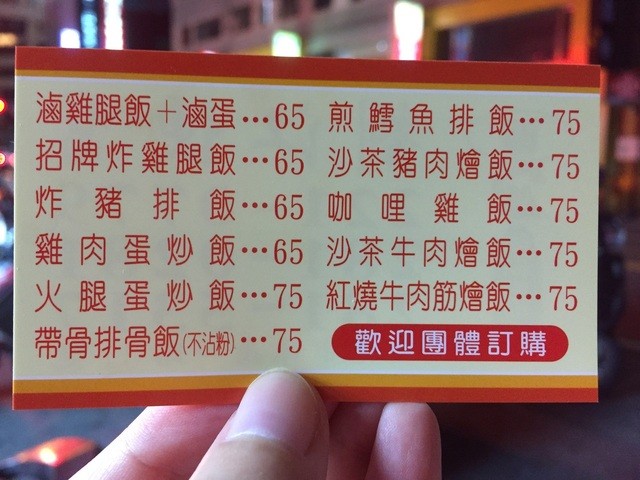 滷雞腿飯＋滷蛋…65
招牌炸雞腿飯…65
炸豬排飯…65
雞肉蛋炒飯…65
火腿蛋炒飯…75
帶骨排骨飯(不沾粉)…75
煎鱈魚排飯…75
沙茶豬肉燴飯…75
咖哩雞飯…75
沙茶牛肉燴飯…75
紅燒牛肉筋燴飯…75
歡迎團體訂購